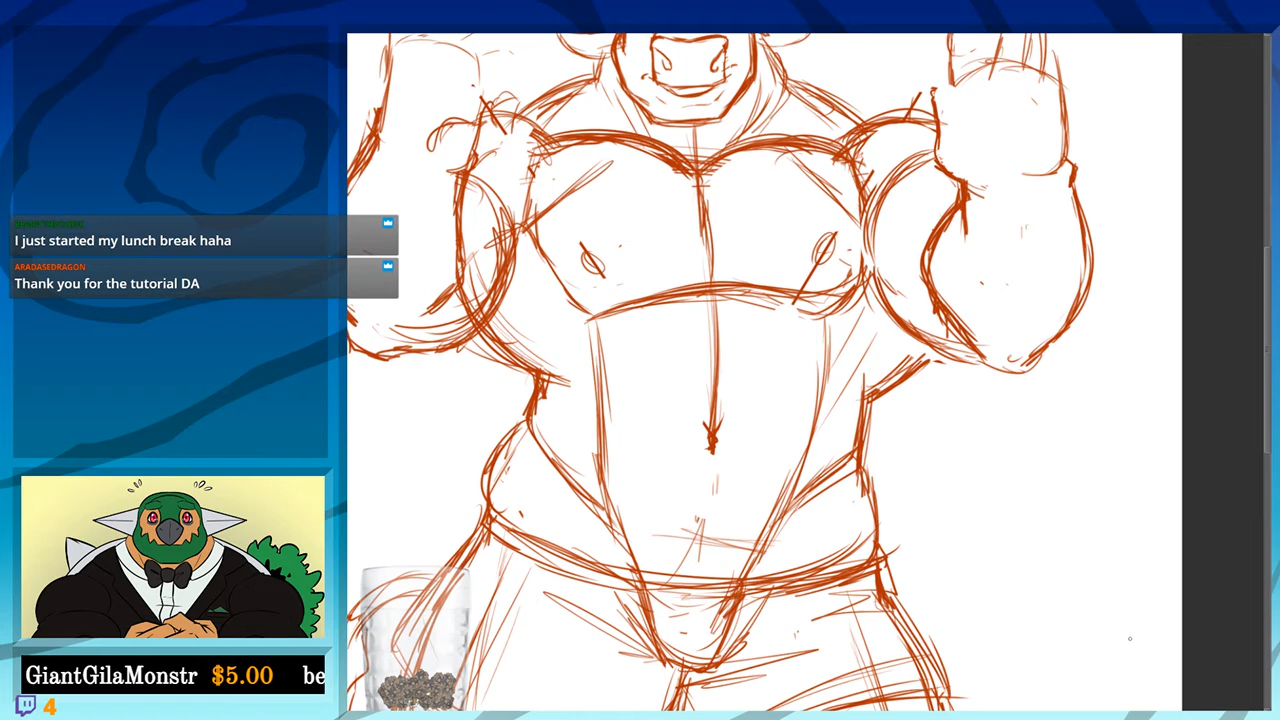 I just started my lunch break haha
ARADASEDRAGON
Thank you for the tutorial DA
GiantGilaMonstr $5.00 be
4